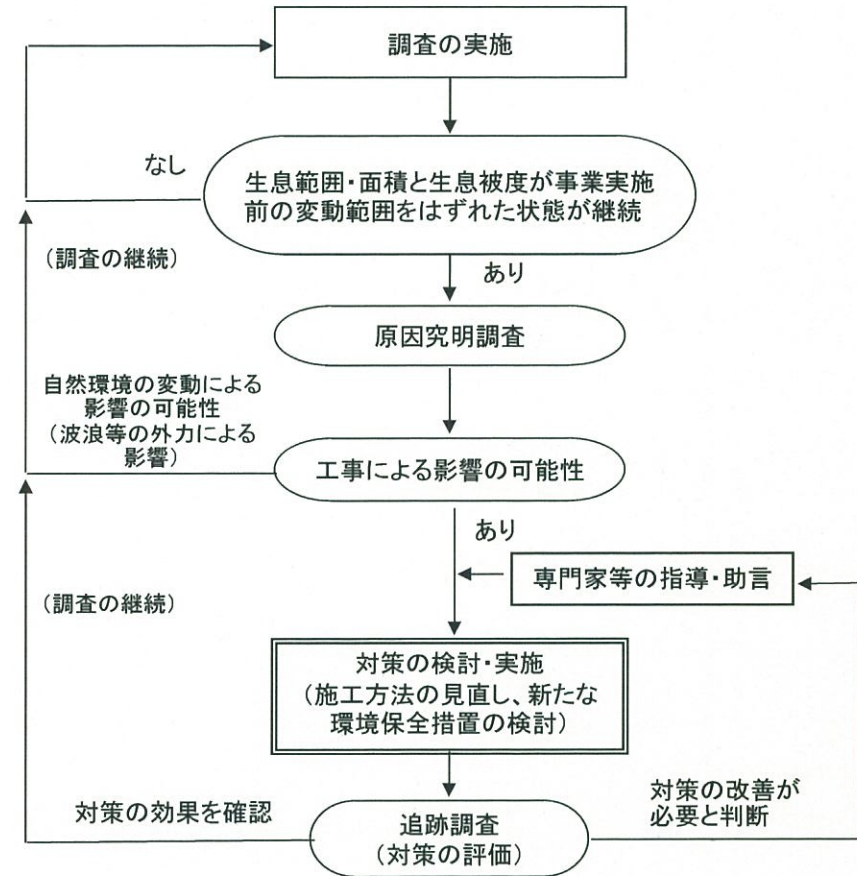 調査の実施
なし
生息範囲・面積と生息被度が事業実施
前の変動範囲をはずれた状態が継続
(調査の継続)
あり
原因究明調査
自然環境の変動による
影響の可能性
(波浪等の外力による
影響)
工事による影響の可能性
あり
専門家等の指導・助言
(調査の継続)
対策の検討・実施
(施工方法の見直し、新たな
環境保全措置の検討)
対策の効果を確認
対策の改善が
必要と判断
追跡調査
(対策の評価)